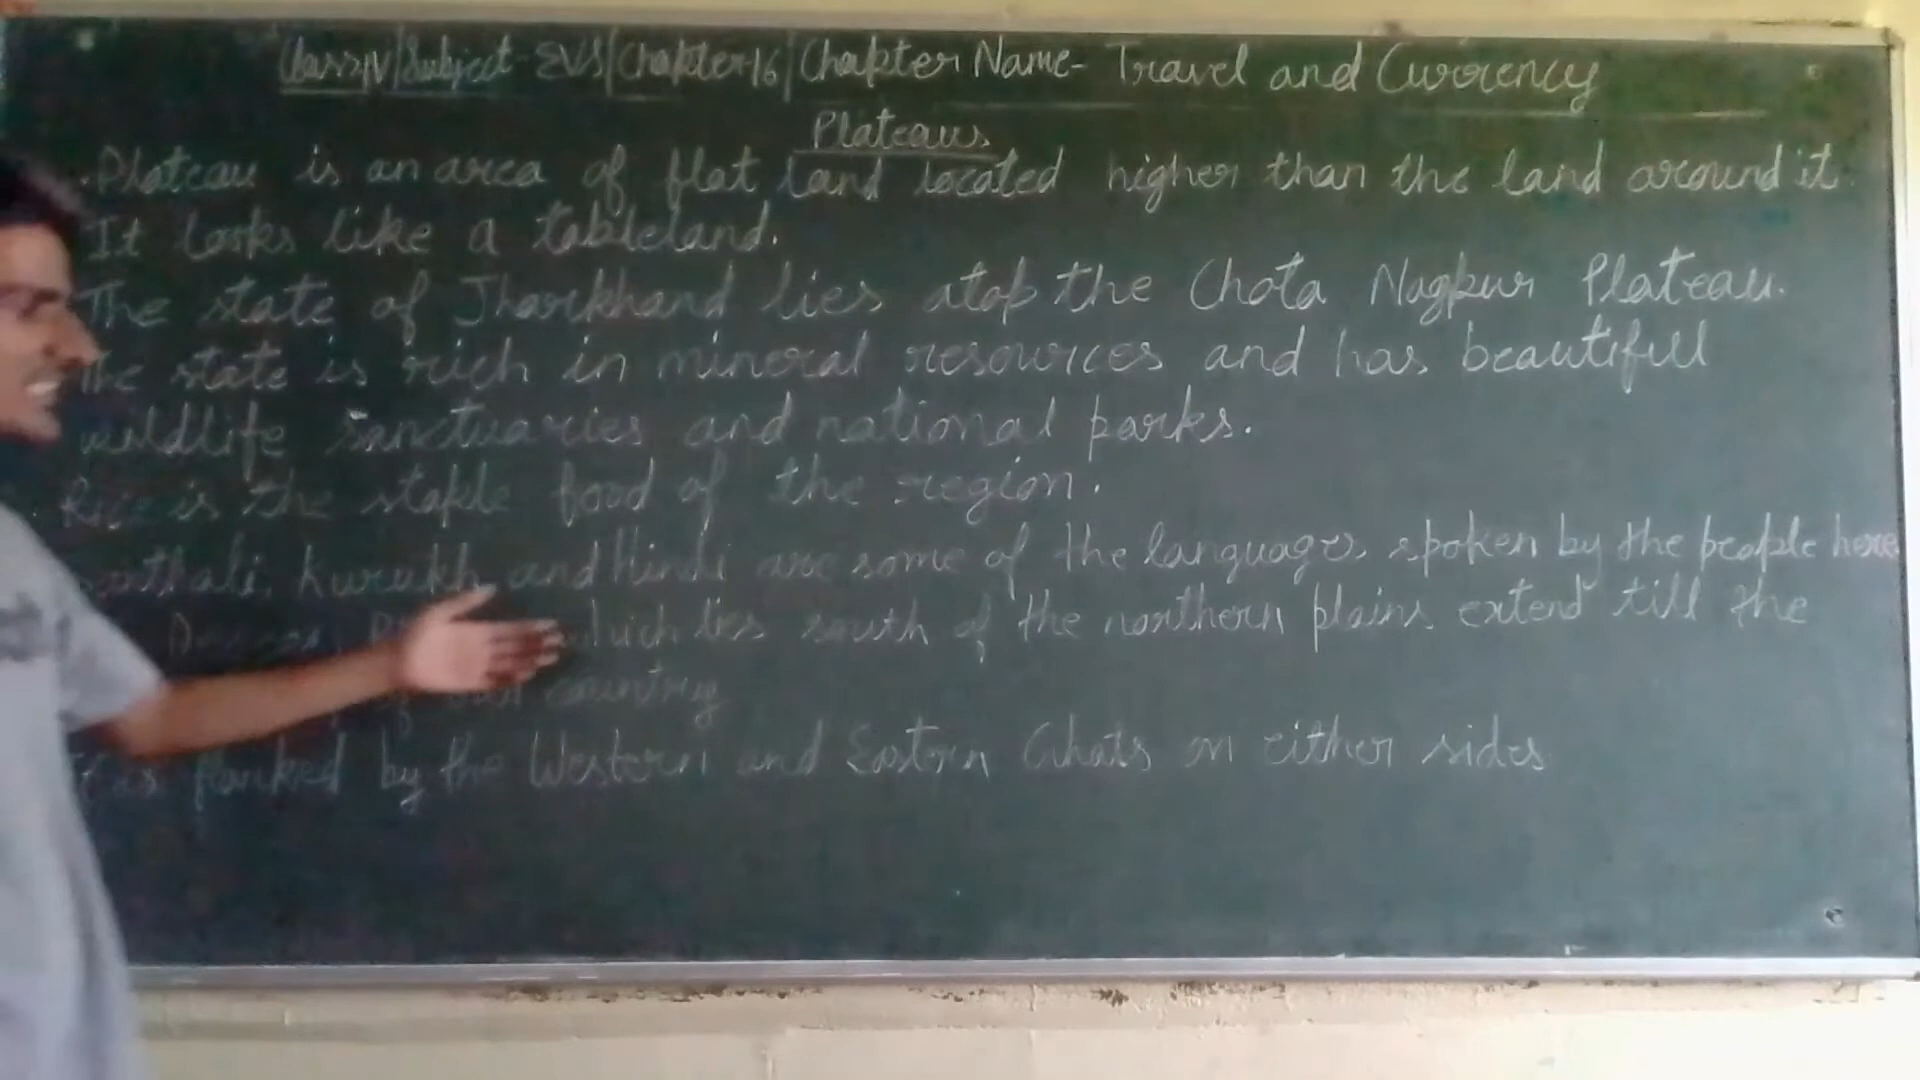 Class-IV|Subject-EVS|Chapter-16|Chapter Name- Travel and Currency
Plateaus
.Plateau is an area of flat land located higher than the land around it.
It looks like a tableland.
The state of Jharkhand lies atop the Chota Nagpur Plateau.
The state is rich in mineral resources and has beautifull
wildlife sanctuaries and national parks.
Rice is the staple food of the region.
Kurukh and Hindi are some of the languages spoken by the people here
which lies south of the northern plains extend till the
country
flanked by the Western and Eastern Ghats on either sides